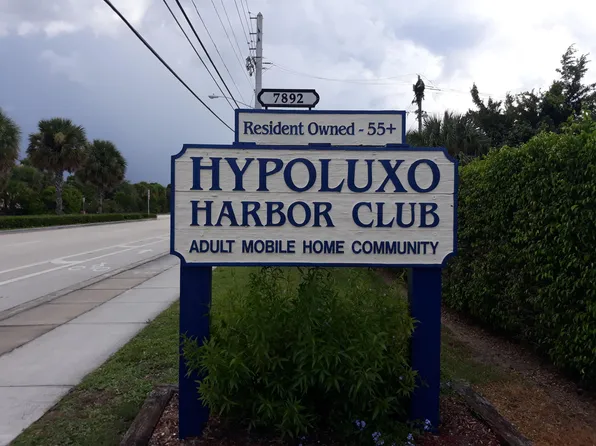 7892
Resident Owned - 55+
HYPOLUXO
HARBOR CLUB
ADULT MOBILE HOME COMMUNITY